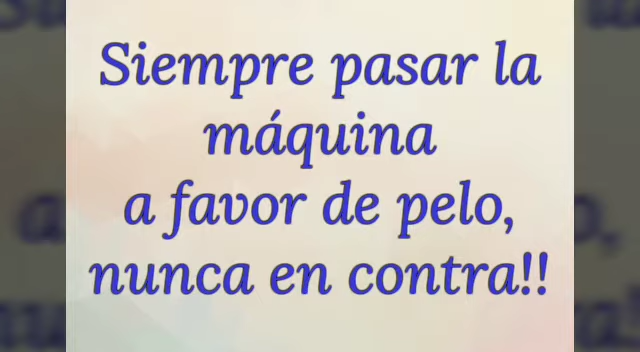 Siempre pasar la
máquina
a favor de pelo,
nunca en contra!!